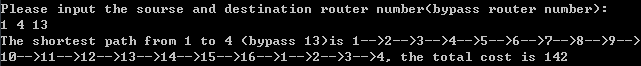 Please input the sourse and destination router number(bypass router number):
1 4 13
The shortest path from 1 to 4 (bypass 13)is 1-->2-->3-->4-->5-->6-->7-->8-->9-->
10-->11-->12-->13-->14-->15-->16-->1-->2-->3-->4, the total cost is 142